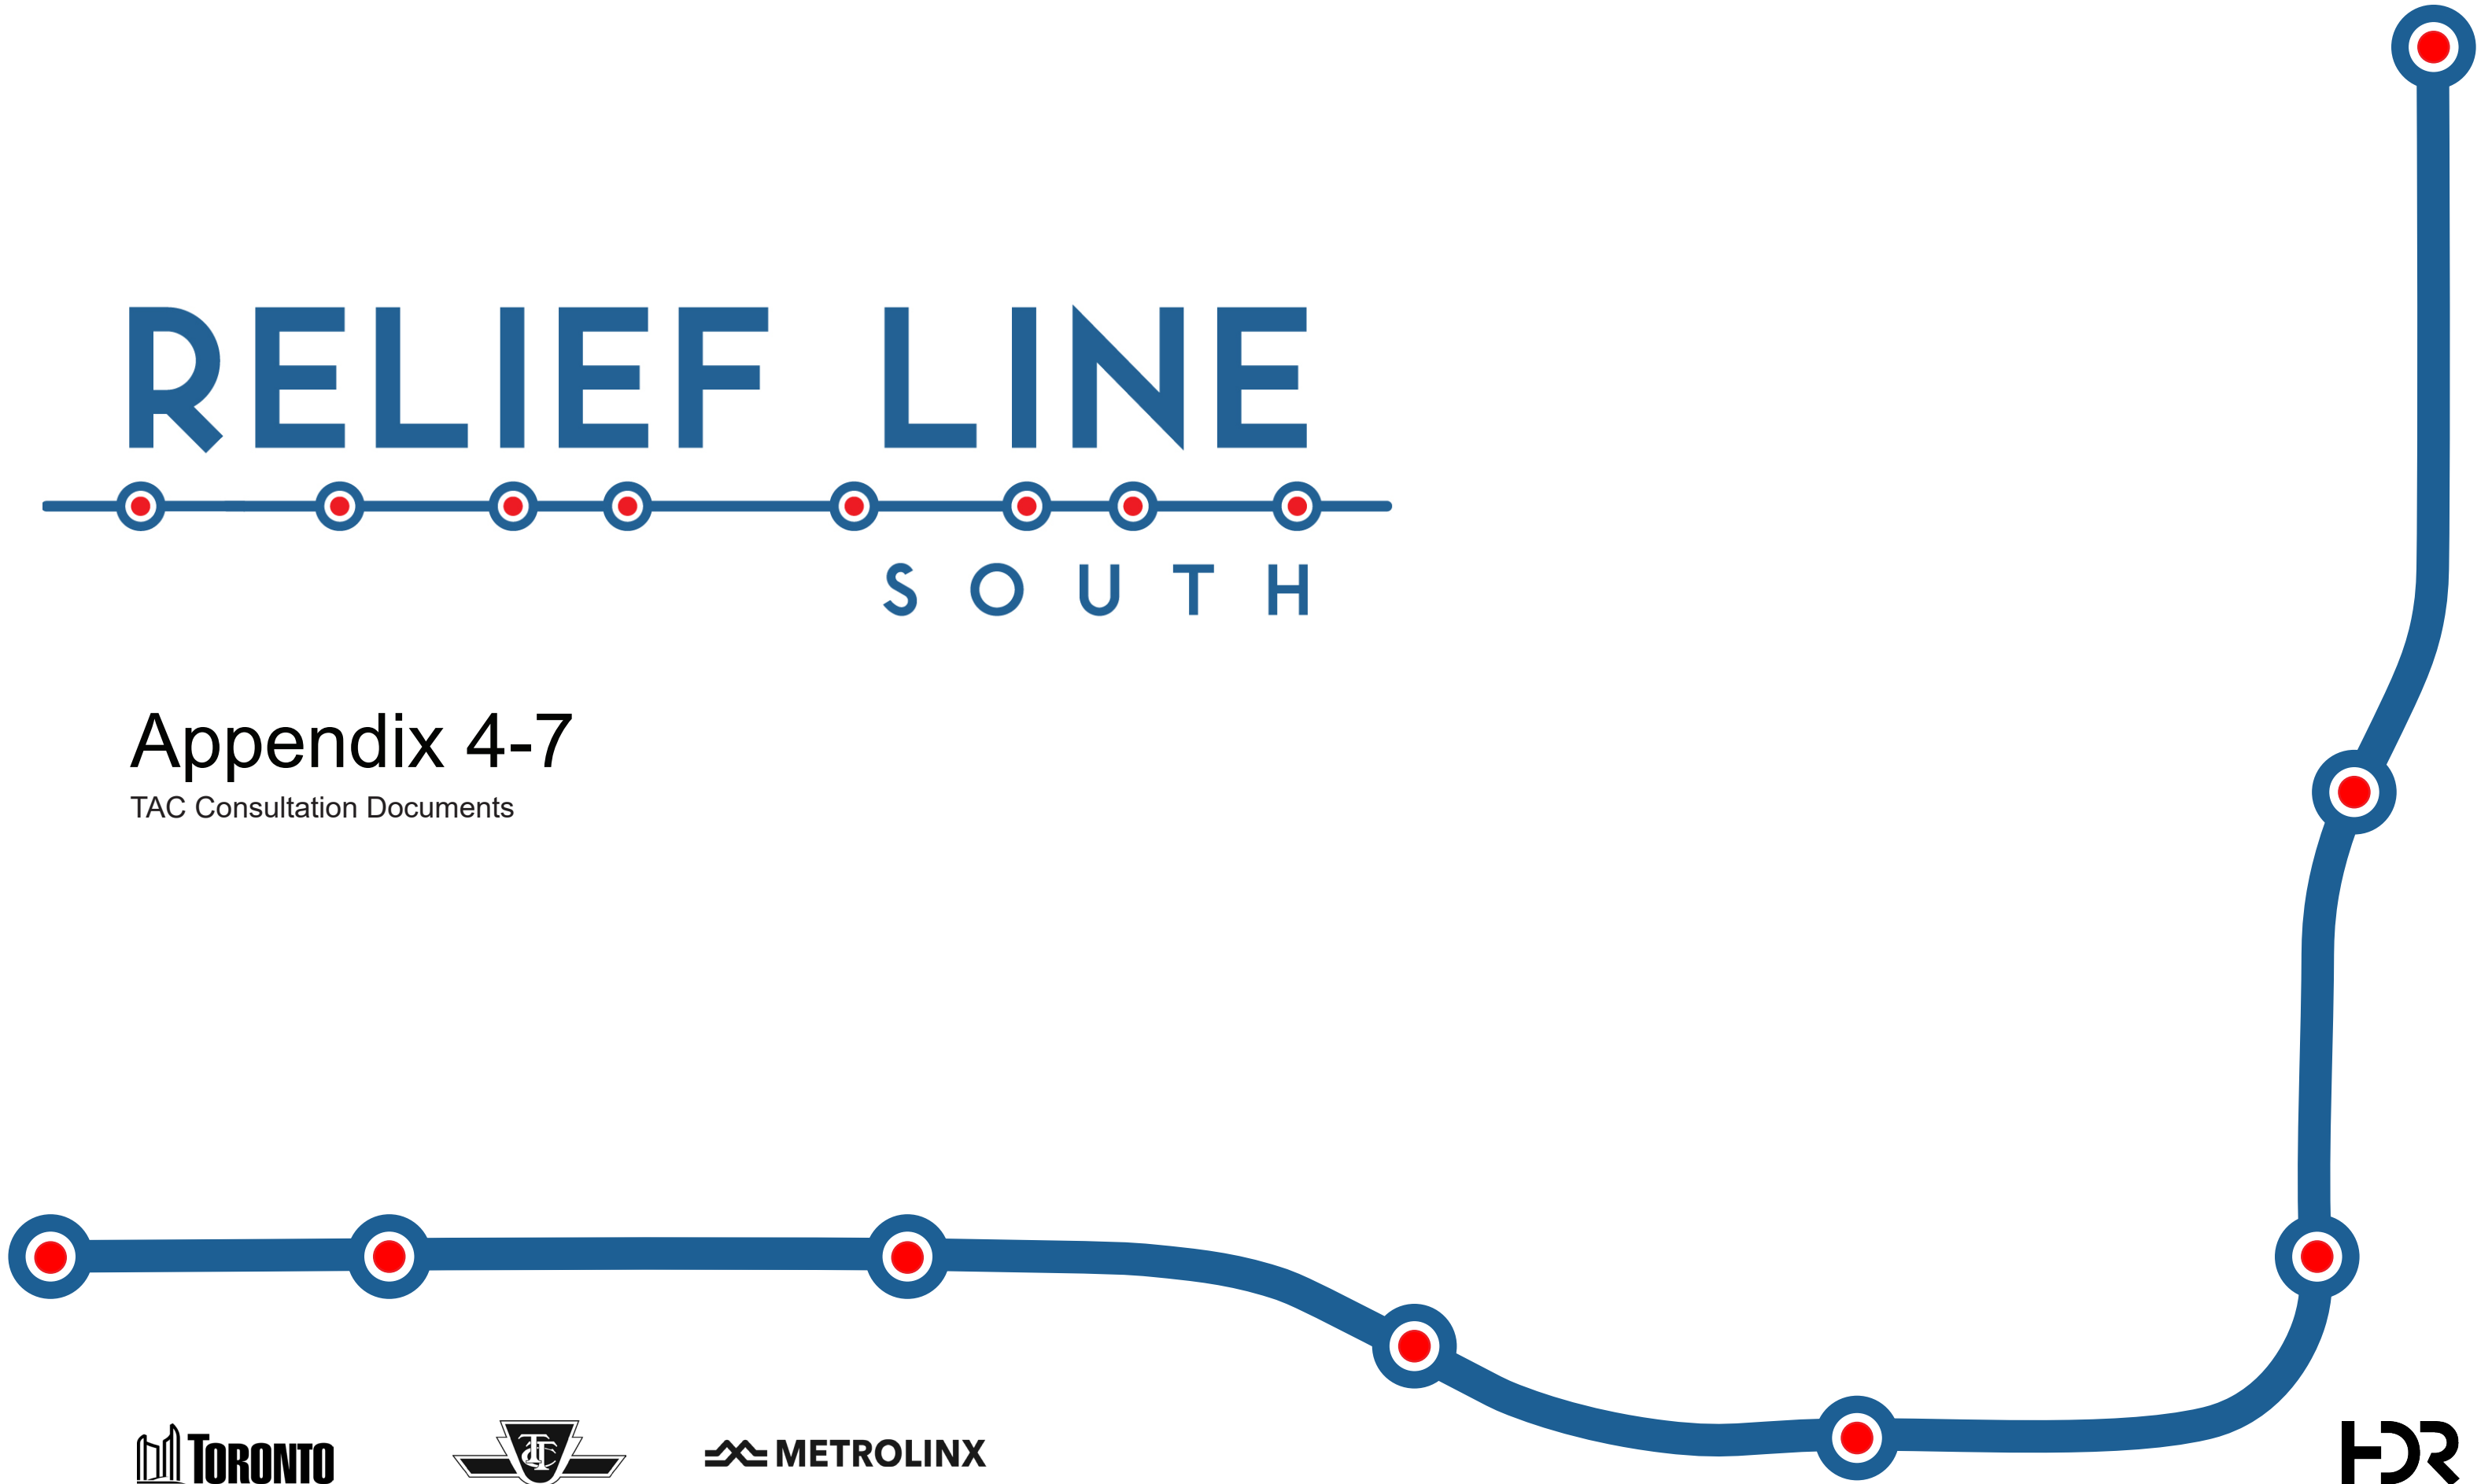 RELIEF LINE
SOUTH
Appendix 4-7
TAC Consultation Documents
TORONTO
METROLINX
HDR